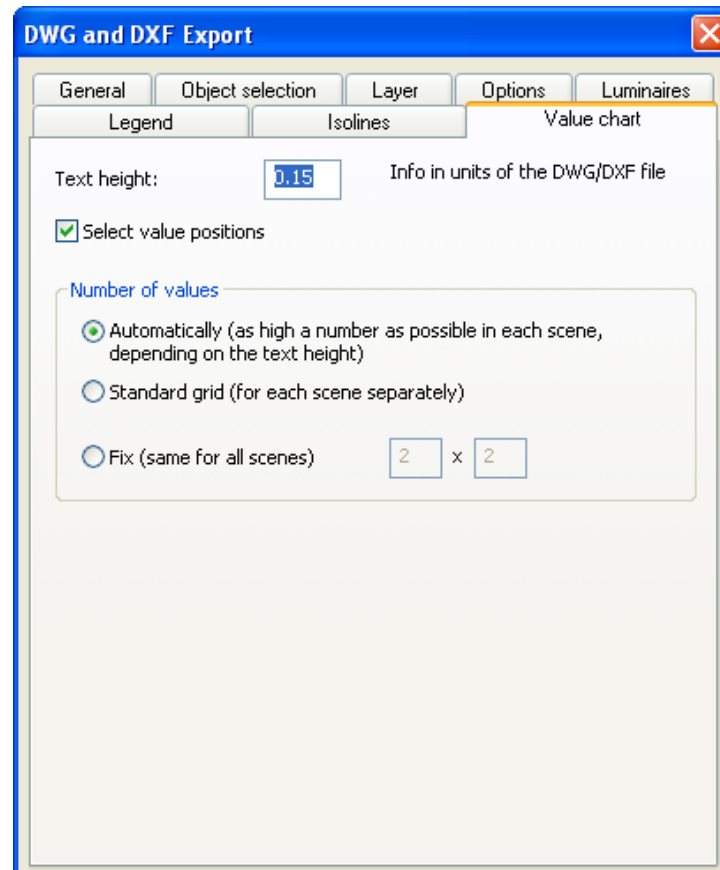 DWG and DXF Export
General Object selection Layer Options Luminaires
Legend Isolines Value chart
Text height: 0.15 Info in units of the DWG/DXF file
Select value positions
Number of values
Automatically (as high a number as possible in each scene,
depending on the text height)
Standard grid (for each scene separately)
Fix (same for all scenes) 2 x 2